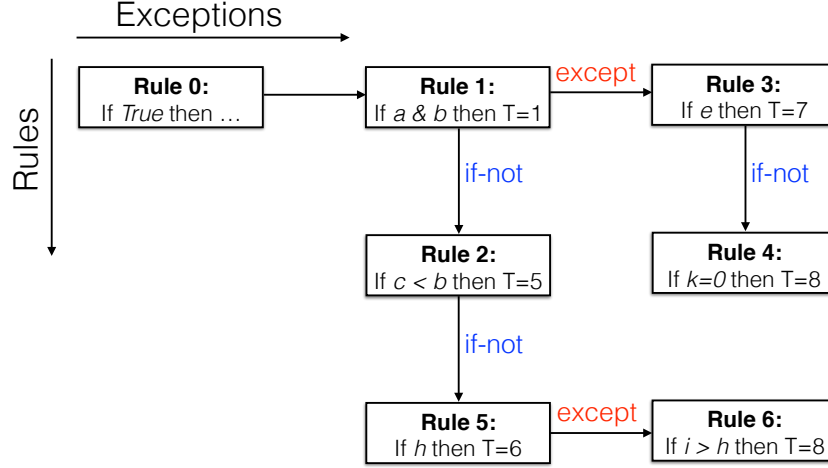 Exceptions
Rules
Rule 0:
If True then …
Rule 1:
If a & b then T=1
except
Rule 3:
If e then T=7
if-not
if-not
Rule 2:
If c < b then T=5
Rule 4:
If k=0 then T=8
if-not
Rule 5:
If h then T=6
except
Rule 6:
If i > h then T=8